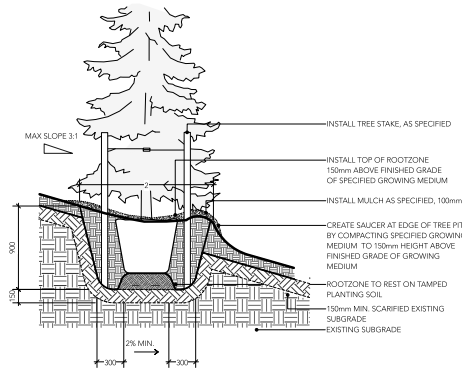 INSTALL TREE STAKE, AS SPECIFIED
MAX SLOPE 3:1
INSTALL TOP OF ROOTZONE
150mm ABOVE FINISHED GRADE
OF SPECIFIED GROWING MEDIUM
2
INSTALL MULCH AS SPECIFIED, 100mm
CREATE SAUCER AT EDGE OF TREE PIT
BY COMPACTING SPECIFIED GROWING
MEDIUM TO 150mm HEIGHT ABOVE
FINISHED GRADE OF GROWING
MEDIUM
900
ROOTZONE TO REST ON TAMPED
PLANTING SOIL
150
150mm MIN. SCARIFIED EXISTING
SUBGRADE
EXISTING SUBGRADE
2% MIN.
300
300